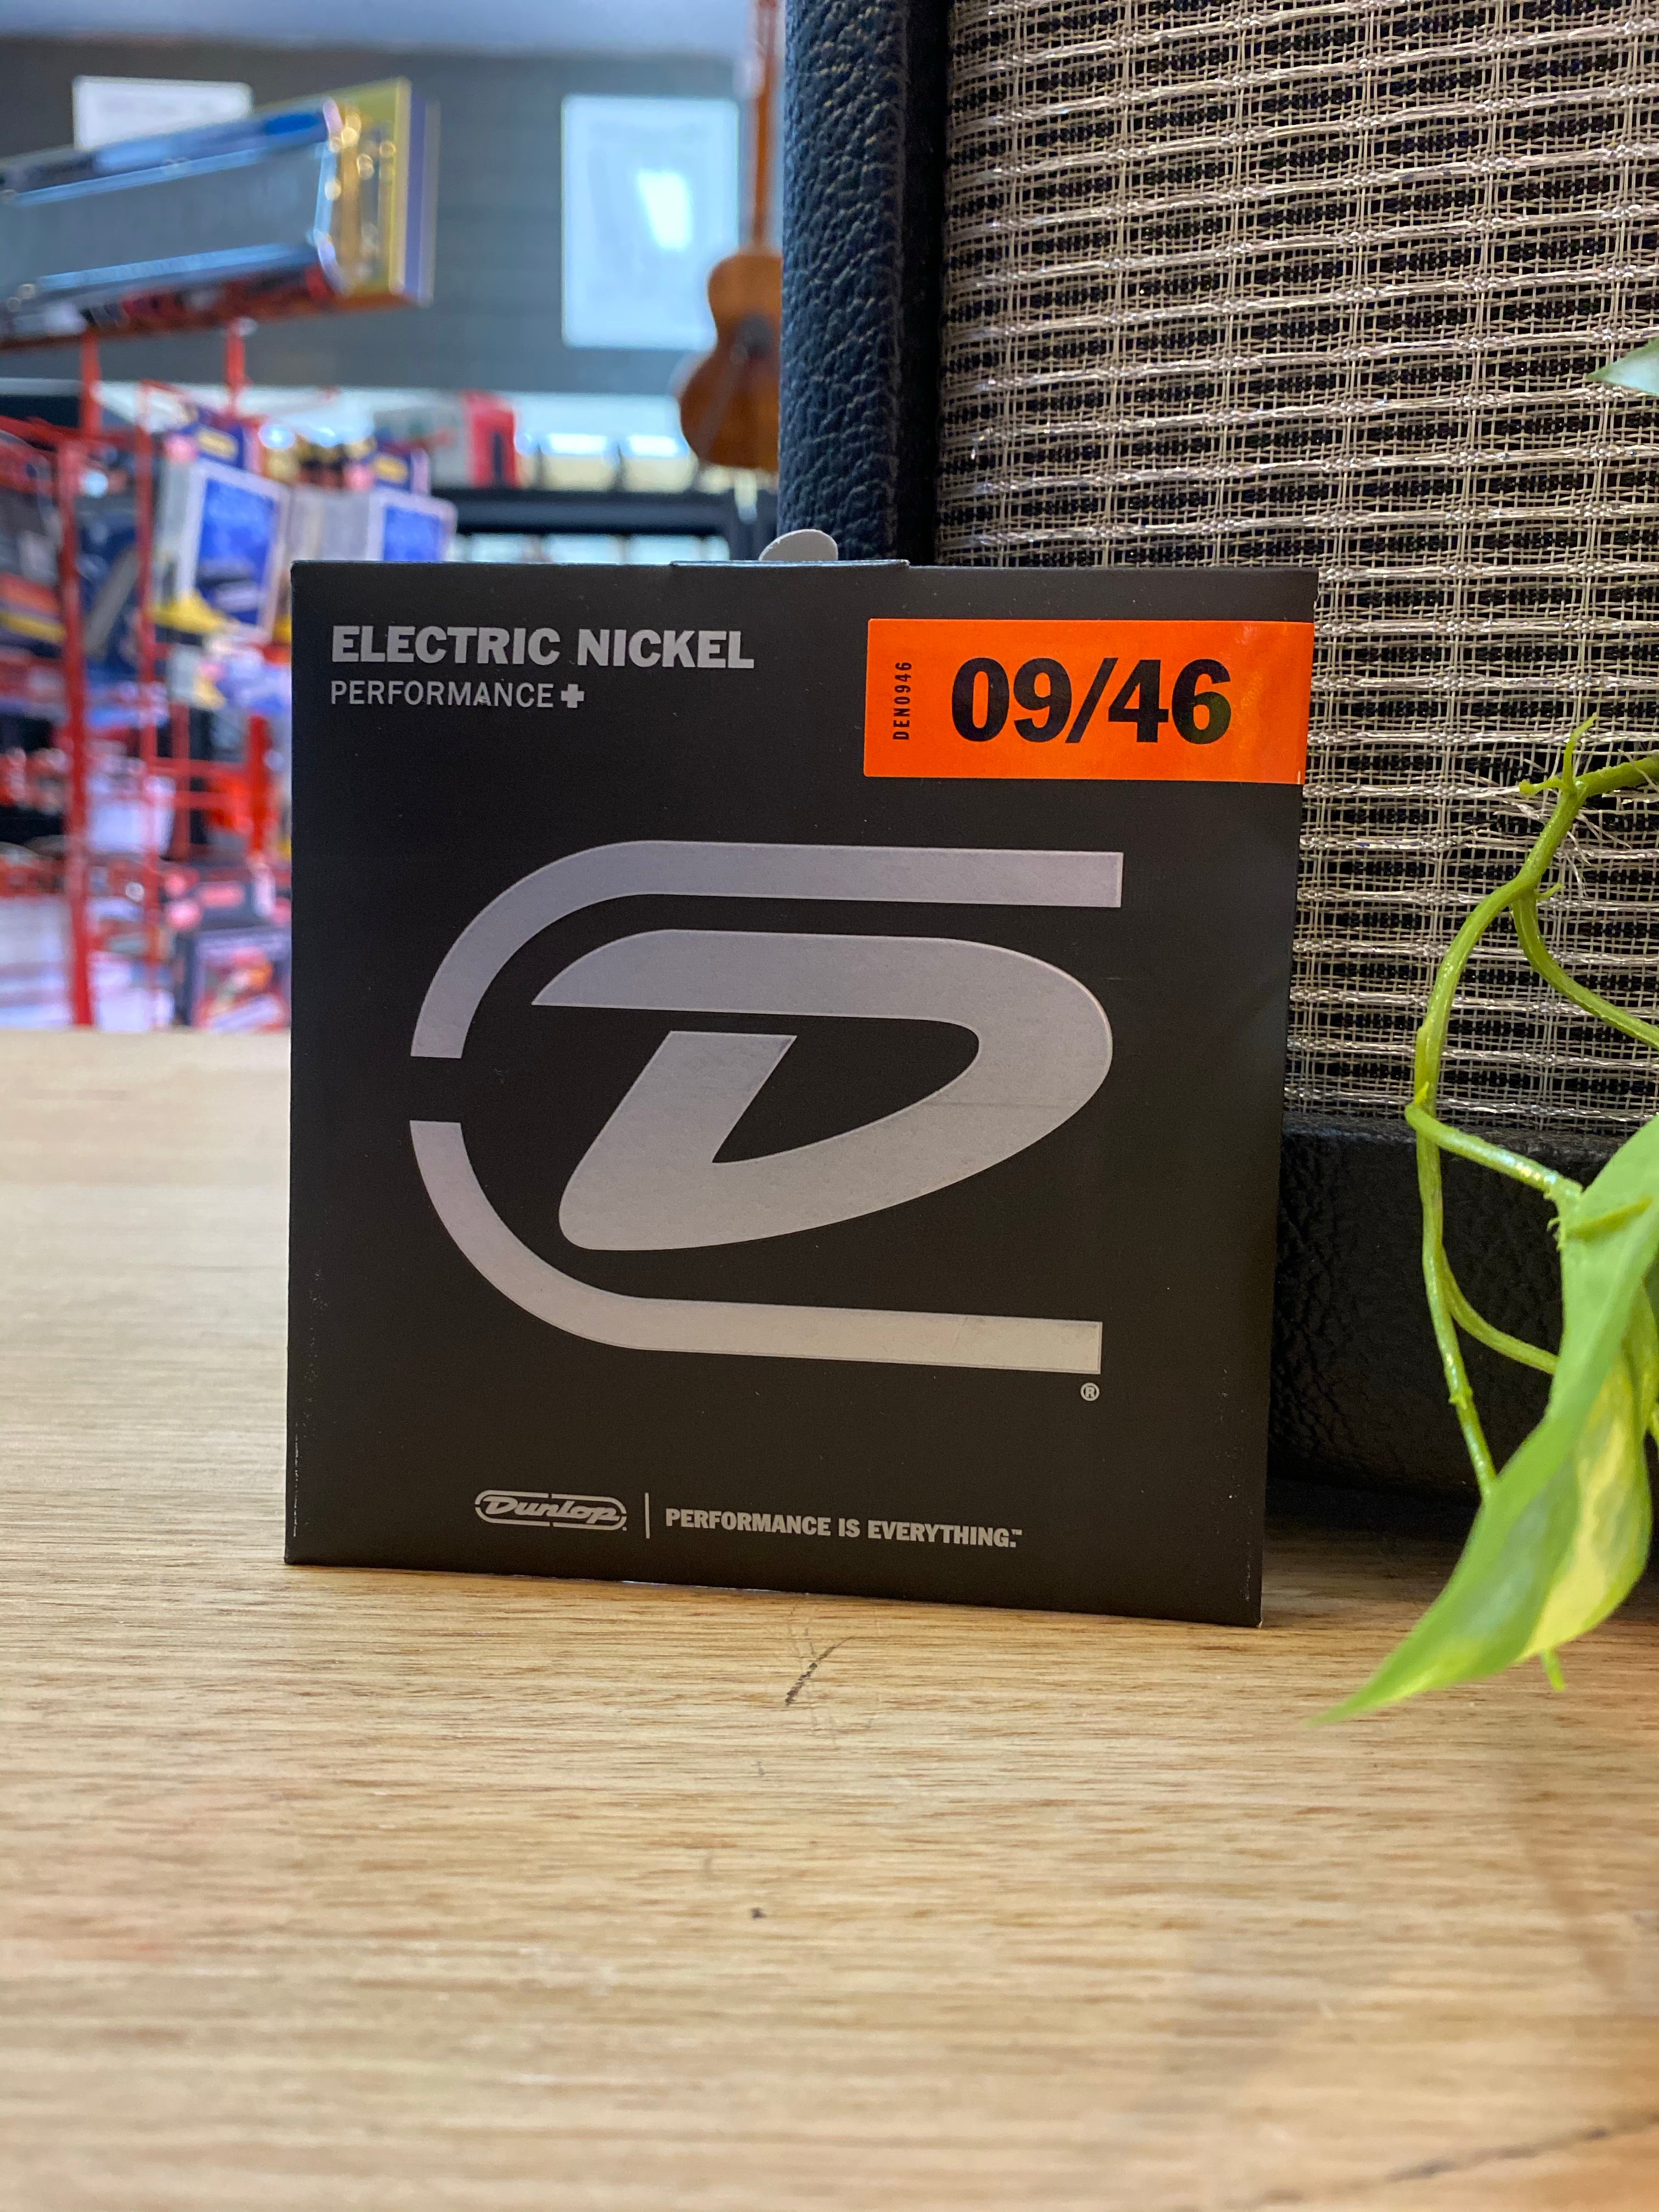 ELECTRIC NICKEL
PERFORMANCE+
DEN0946
09/46
D
®
Dunlop® | PERFORMANCE IS EVERYTHING.™